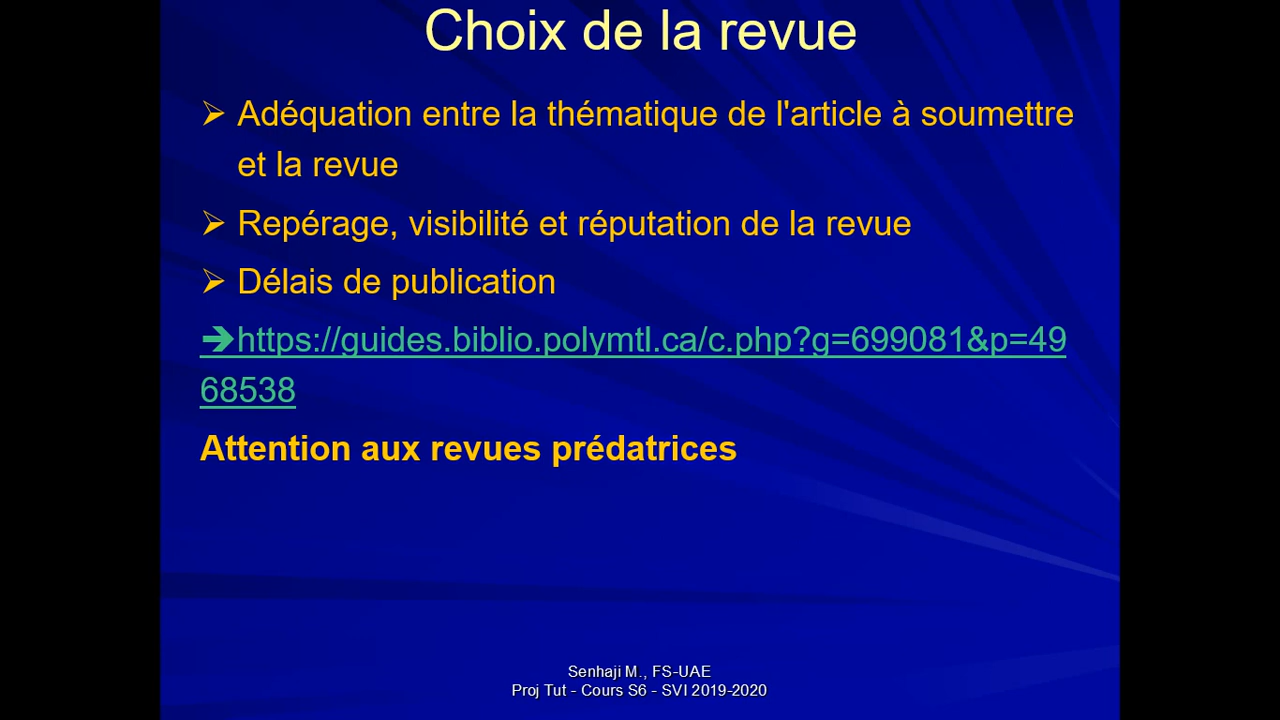 Choix de la revue
➢ Adéquation entre la thématique de l'article à soumettre
et la revue
➢ Repérage, visibilité et réputation de la revue
➢ Délais de publication
➔https://guides.biblio.polymtl.ca/c.php?g=699081&p=49
68538
Attention aux revues prédatrices
Senhaji M., FS-UAE
Proj Tut - Cours S6 - SVI 2019-2020